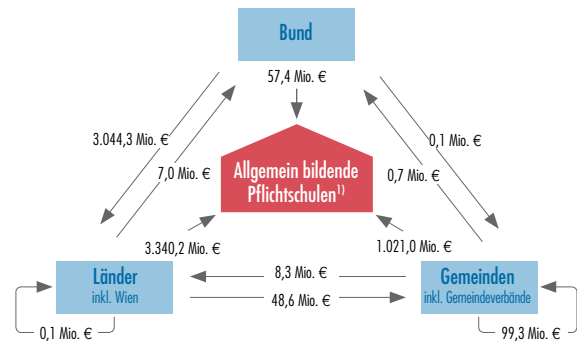 Bund
57,4 Mio. €
3.044,3 Mio. €
0,1 Mio. €
7,0 Mio. €
Allgemein bildende
Pflichtschulen1)
0,7 Mio. €
3.340,2 Mio. €
1.021,0 Mio. €
Länder
inkl. Wien
8,3 Mio. €
48,6 Mio. €
Gemeinden
inkl. Gemeindeverbände
0,1 Mio. €
99,3 Mio. €